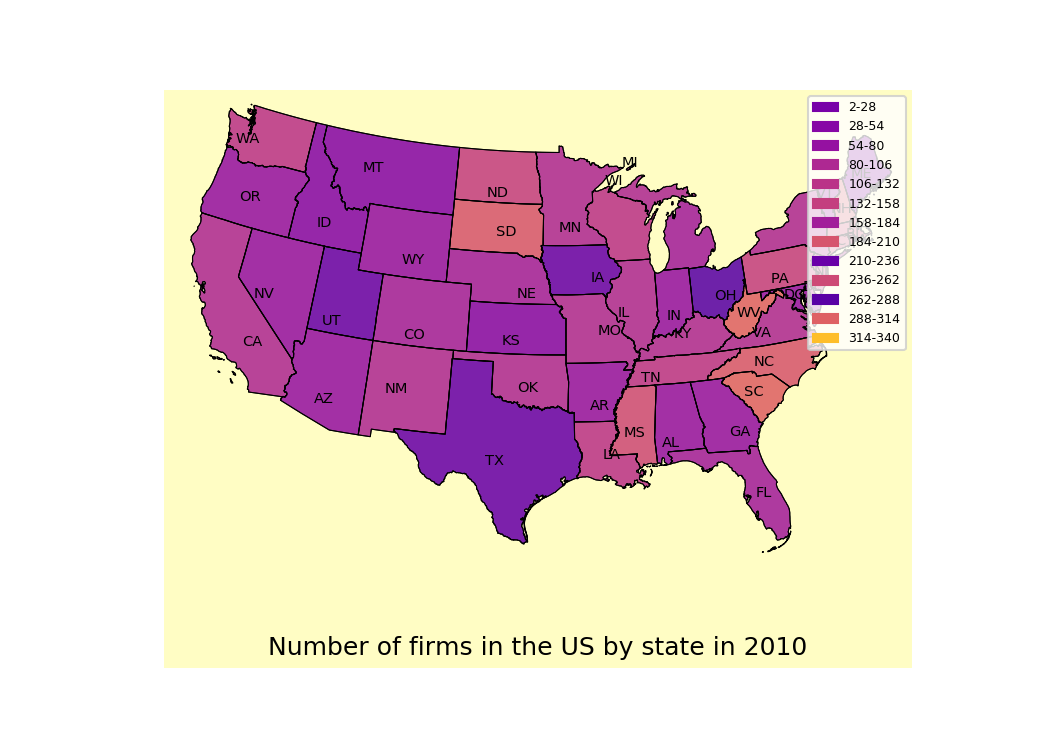 2-28
28-54
54-80
80-106
106-132
132-158
158-184
184-210
210-236
236-262
262-288
288-314
314-340
WA
MT
ND
MI
WI
OR
ID
SD
MN
WY
IA
NE
NV
UT
CO
KS
MO
IL
IN
OH
PA
DC
WV
VA
KY
CA
AZ
NM
OK
AR
TN
NC
SC
MS
AL
GA
TX
LA
FL
Number of firms in the US by state in 2010